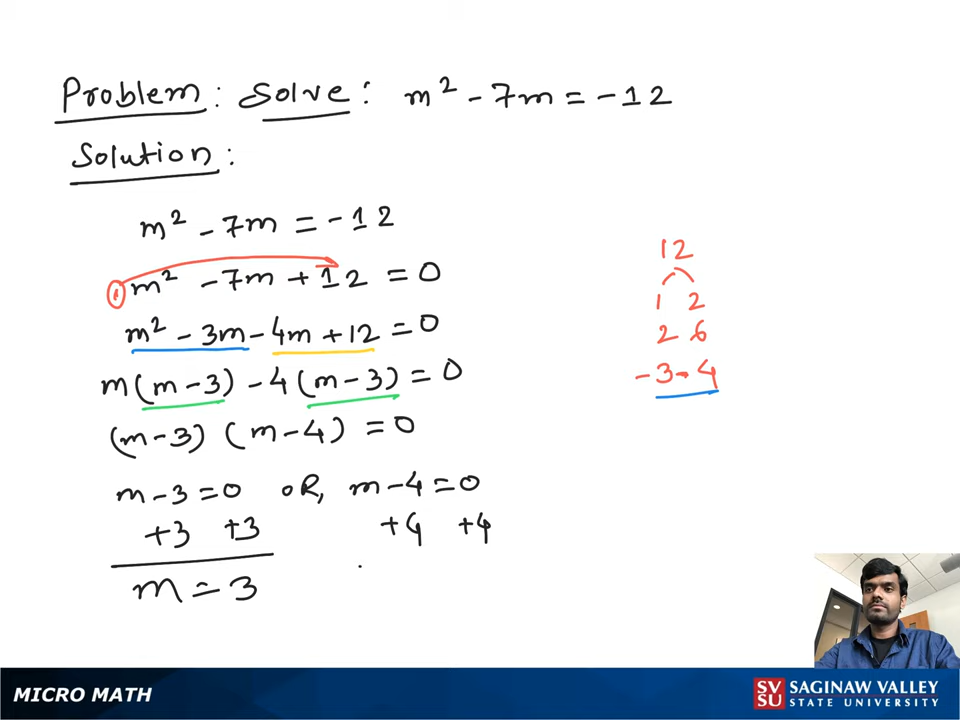 Problem: Solve: m² - 7m = -12
Solution:
m² - 7m = -12
1m² - 7m + 12 = 0
m² - 3m - 4m + 12 = 0
m(m-3) - 4(m-3) = 0
(m-3) (m-4) = 0
m-3=0 OR, m-4=0
+3 +3 +4 +4
m = 3
12
1 2
2 6
-3 -4
MICRO MATH
SV SU SAGINAW VALLEY
STATE UNIVERSITY